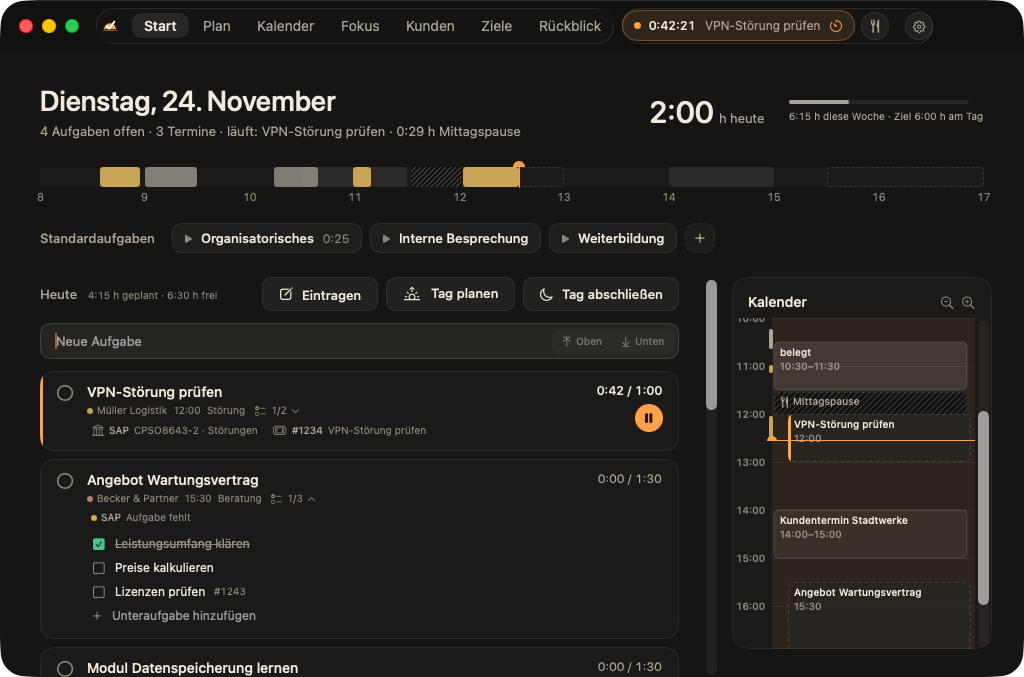 Start Plan Kalender Fokus Kunden Ziele Rückblick 0:42:21 VPN-Störung prüfen
Dienstag, 24. November
4 Aufgaben offen · 3 Termine · läuft: VPN-Störung prüfen · 0:29 h Mittagspause
2:00 h heute
6:15 h diese Woche · Ziel 6:00 h am Tag
8 9 10 11 12 13 14 15 16 17
Standardaufgaben
Organisatorisches 0:25
Interne Besprechung
Weiterbildung
+
Heute 4:15 h geplant · 6:30 h frei
Eintragen
Tag planen
Tag abschließen
Neue Aufgabe
Oben
Unten
VPN-Störung prüfen
0:42 / 1:00
Müller Logistik 12:00 Störung 1/2
SAP CPSO8643-2 · Störungen #1234 VPN-Störung prüfen
Angebot Wartungsvertrag
0:00 / 1:30
Becker & Partner 15:30 Beratung 1/3
SAP Aufgabe fehlt
Leistungsumfang klären
Preise kalkulieren
Lizenzen prüfen #1243
+ Unteraufgabe hinzufügen
Modul Datenspeicherung lernen
0:00 / 1:30
Kalender
10:00
belegt
11:00 10:30–11:30
Mittagspause
12:00
VPN-Störung prüfen
12:00
13:00
14:00
Kundentermin Stadtwerke
14:00–15:00
15:00
Angebot Wartungsvertrag
16:00 15:30